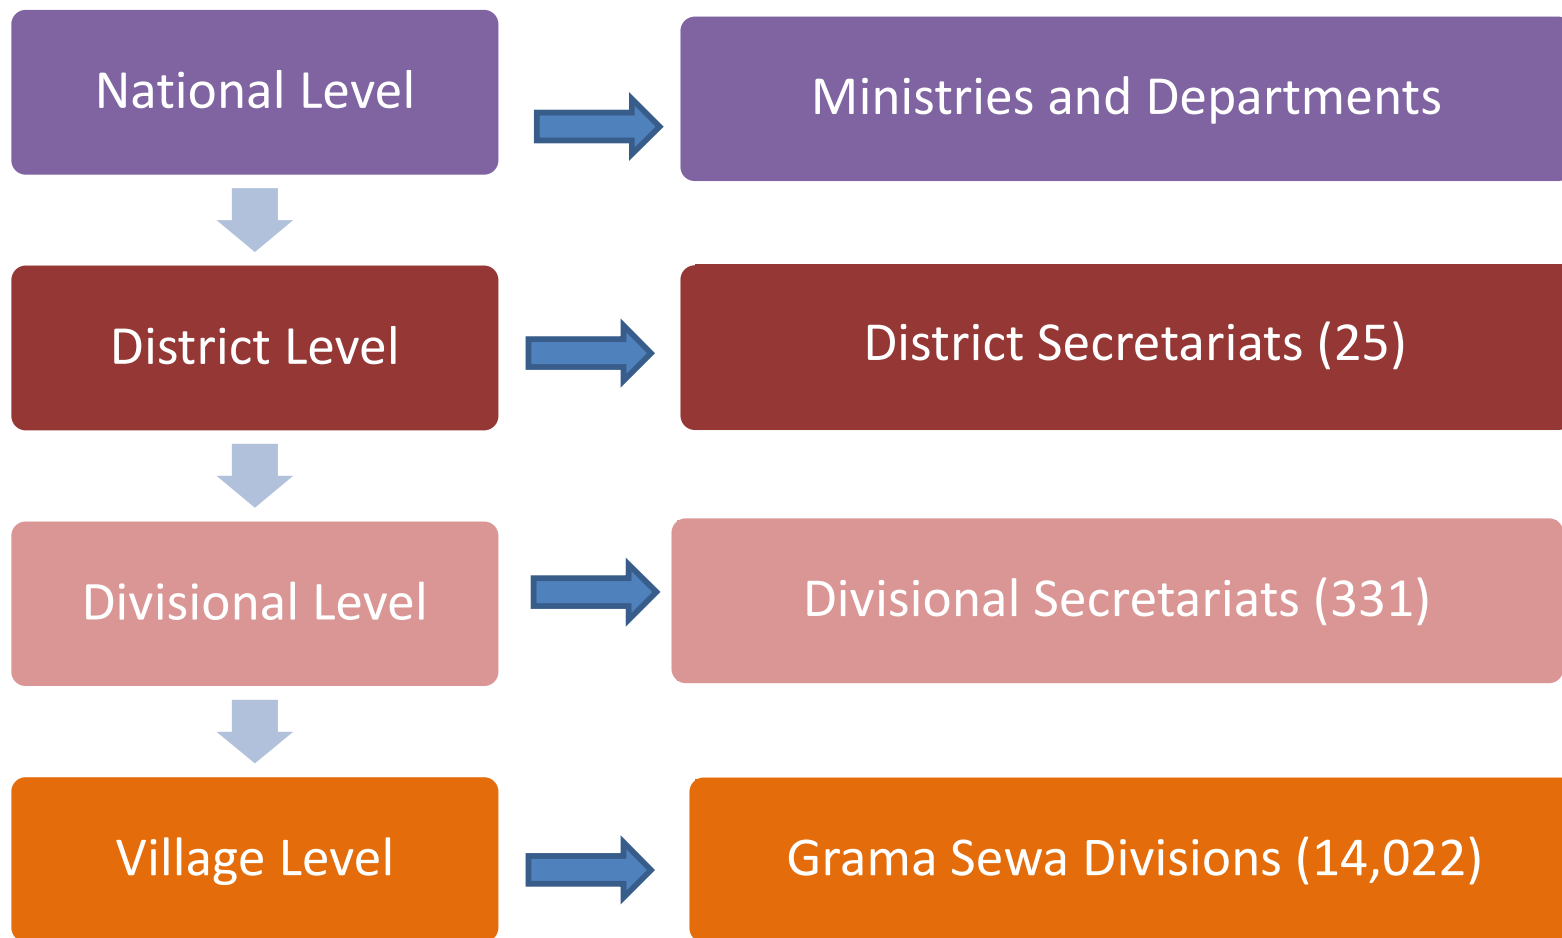 National Level
Ministries and Departments
District Level
District Secretariats (25)
Divisional Level
Divisional Secretariats (331)
Village Level
Grama Sewa Divisions (14,022)